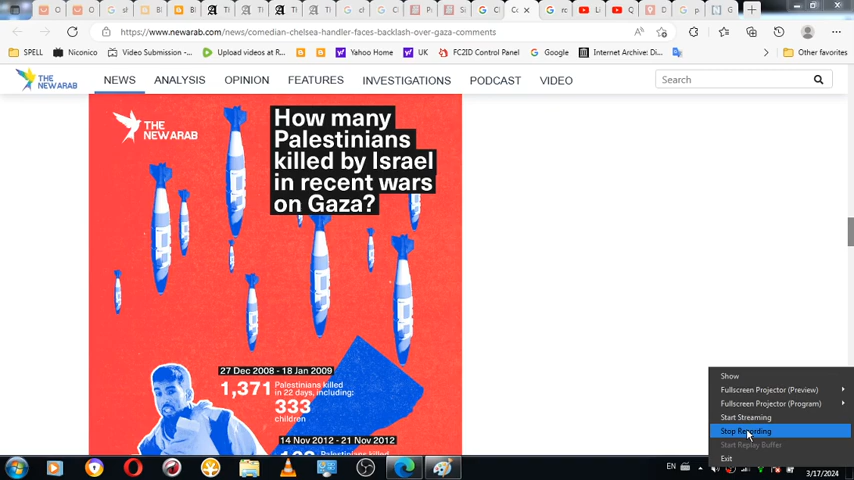 https://www.newarab.com/news/comedian-chelsea-handler-faces-backlash-over-gaza-comments
SPELL
Niconico
Video Submission -...
Upload videos at R...
Yahoo Home
UK
FC2ID Control Panel
Google
Internet Archive: Di...
Other favorites
THE
NEW ARAB
NEWS
ANALYSIS
OPINION
FEATURES
INVESTIGATIONS
PODCAST
VIDEO
Search
THE
NEW ARAB
How many
Palestinians
killed by Israel
in recent wars
on Gaza?
27 Dec 2008 - 18 Jan 2009
1,371 Palestinians killed
in 22 days, including:
333
children
14 Nov 2012 - 21 Nov 2012
Show
Fullscreen Projector (Preview)
Fullscreen Projector (Program)
Start Streaming
Stop Recording
Start Replay Buffer
Exit
EN
3/17/2024